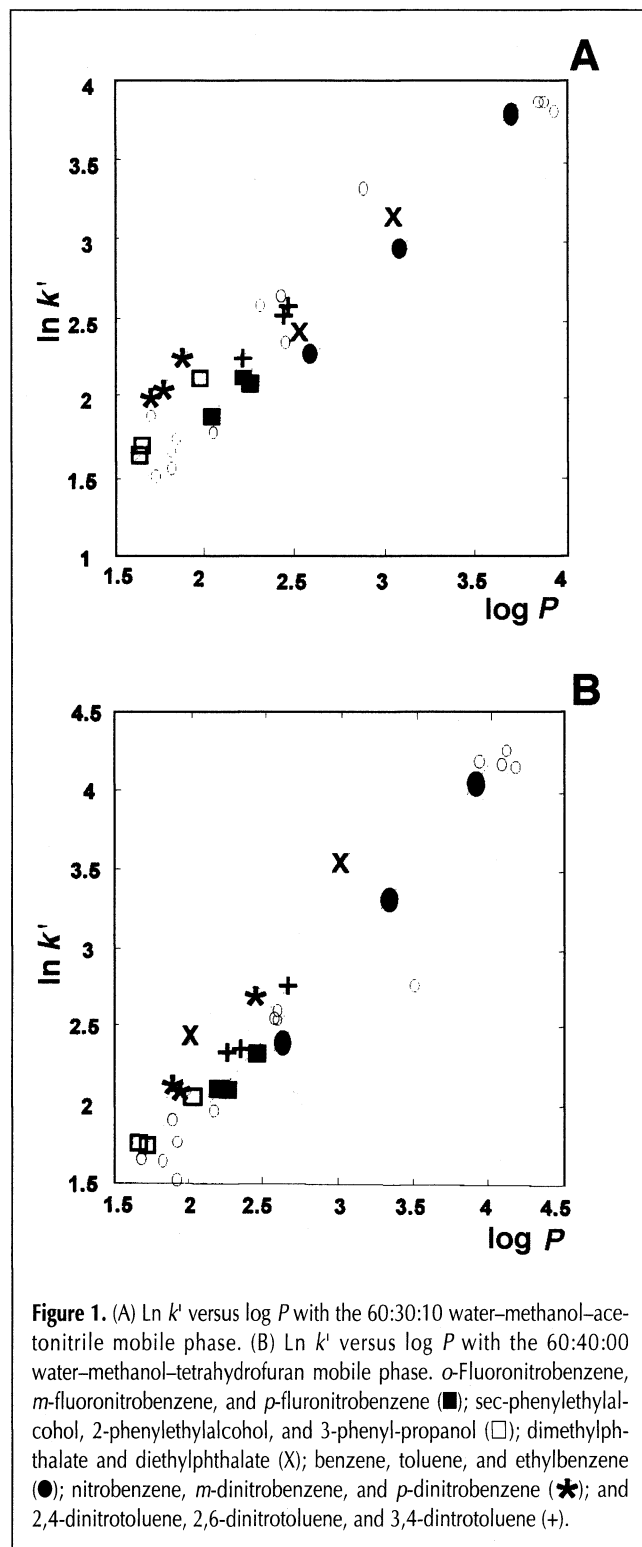 A
4
3.5
3
2.5
2
1.5
1
ln k'
1.5 2 2.5 3 3.5 4
log P
B
4.5
4
3.5
3
2.5
2
1.5
ln k'
1.5 2 2.5 3 3.5 4 4.5
log P
Figure 1. (A) Ln k' versus log P with the 60:30:10 water–methanol–ace-
tonitrile mobile phase. (B) Ln k' versus log P with the 60:40:00
water–methanol–tetrahydrofuran mobile phase. o-Fluoronitrobenzene,
m-fluoronitrobenzene, and p-fluronitrobenzene (■); sec-phenylethylal-
cohol, 2-phenylethylalcohol, and 3-phenyl-propanol (□); dimethylph-
thalate and diethylphthalate (X); benzene, toluene, and ethylbenzene
(●); nitrobenzene, m-dinitrobenzene, and p-dinitrobenzene (★); and
2,4-dinitrotoluene, 2,6-dinitrotoluene, and 3,4-dintrotoluene (+).